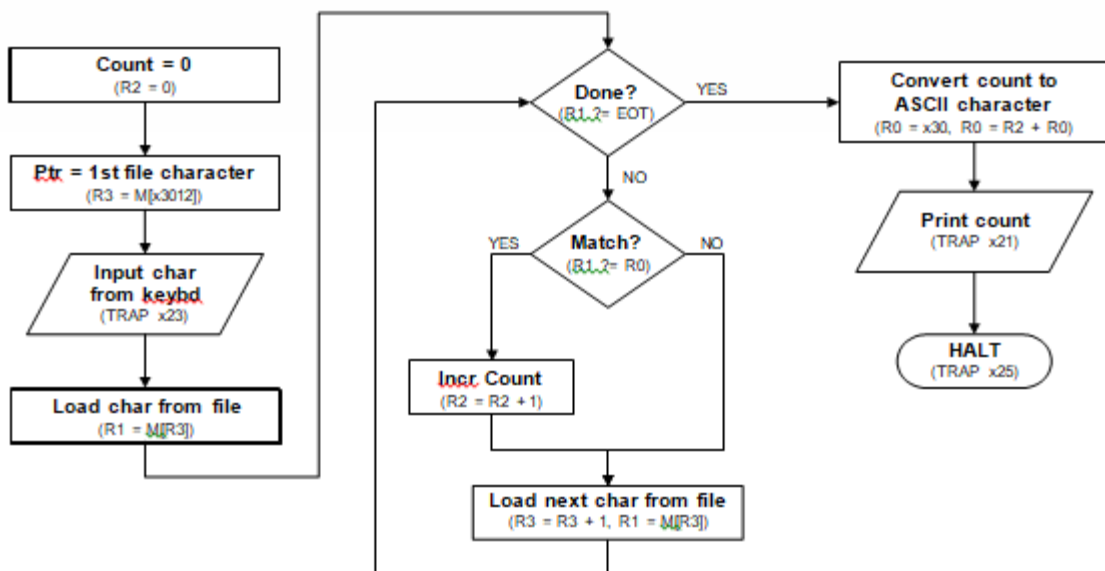 Count = 0
(R2 = 0)
Ptr = 1st file character
(R3 = M[x3012])
Input char
from keybd
(TRAP x23)
Load char from file
(R1 = M[R3])
Done?
(R1 ?= EOT)
YES
NO
Match?
(R1 ?= R0)
YES
NO
Incr Count
(R2 = R2 + 1)
Load next char from file
(R3 = R3 + 1, R1 = M[R3])
Convert count to
ASCII character
(R0 = x30, R0 = R2 + R0)
Print count
(TRAP x21)
HALT
(TRAP x25)